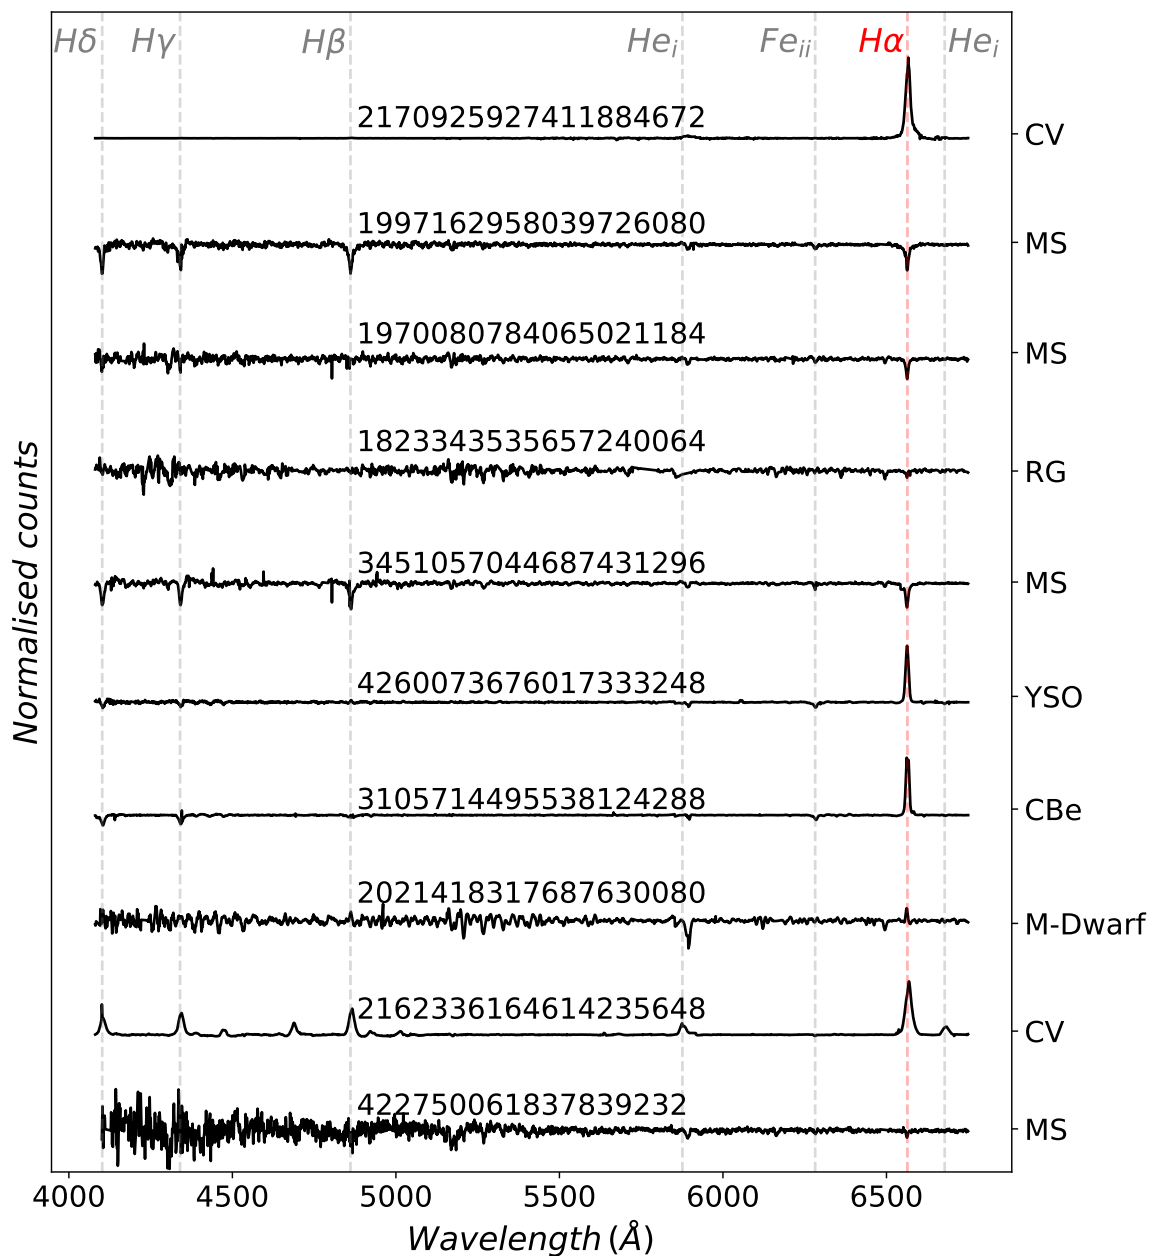 Hδ Hγ Hβ He_i Fe_ii Hα He_i
2170925927411884672 CV
1997162958039726080 MS
1970080784065021184 MS
1823343535657240064 RG
3451057044687431296 MS
4260073676017333248 YSO
3105714495538124288 CBe
2021418317687630080 M-Dwarf
2162336164614235648 CV
422750061837839232 MS
Normalised counts
4000 4500 5000 5500 6000 6500
Wavelength (Å)